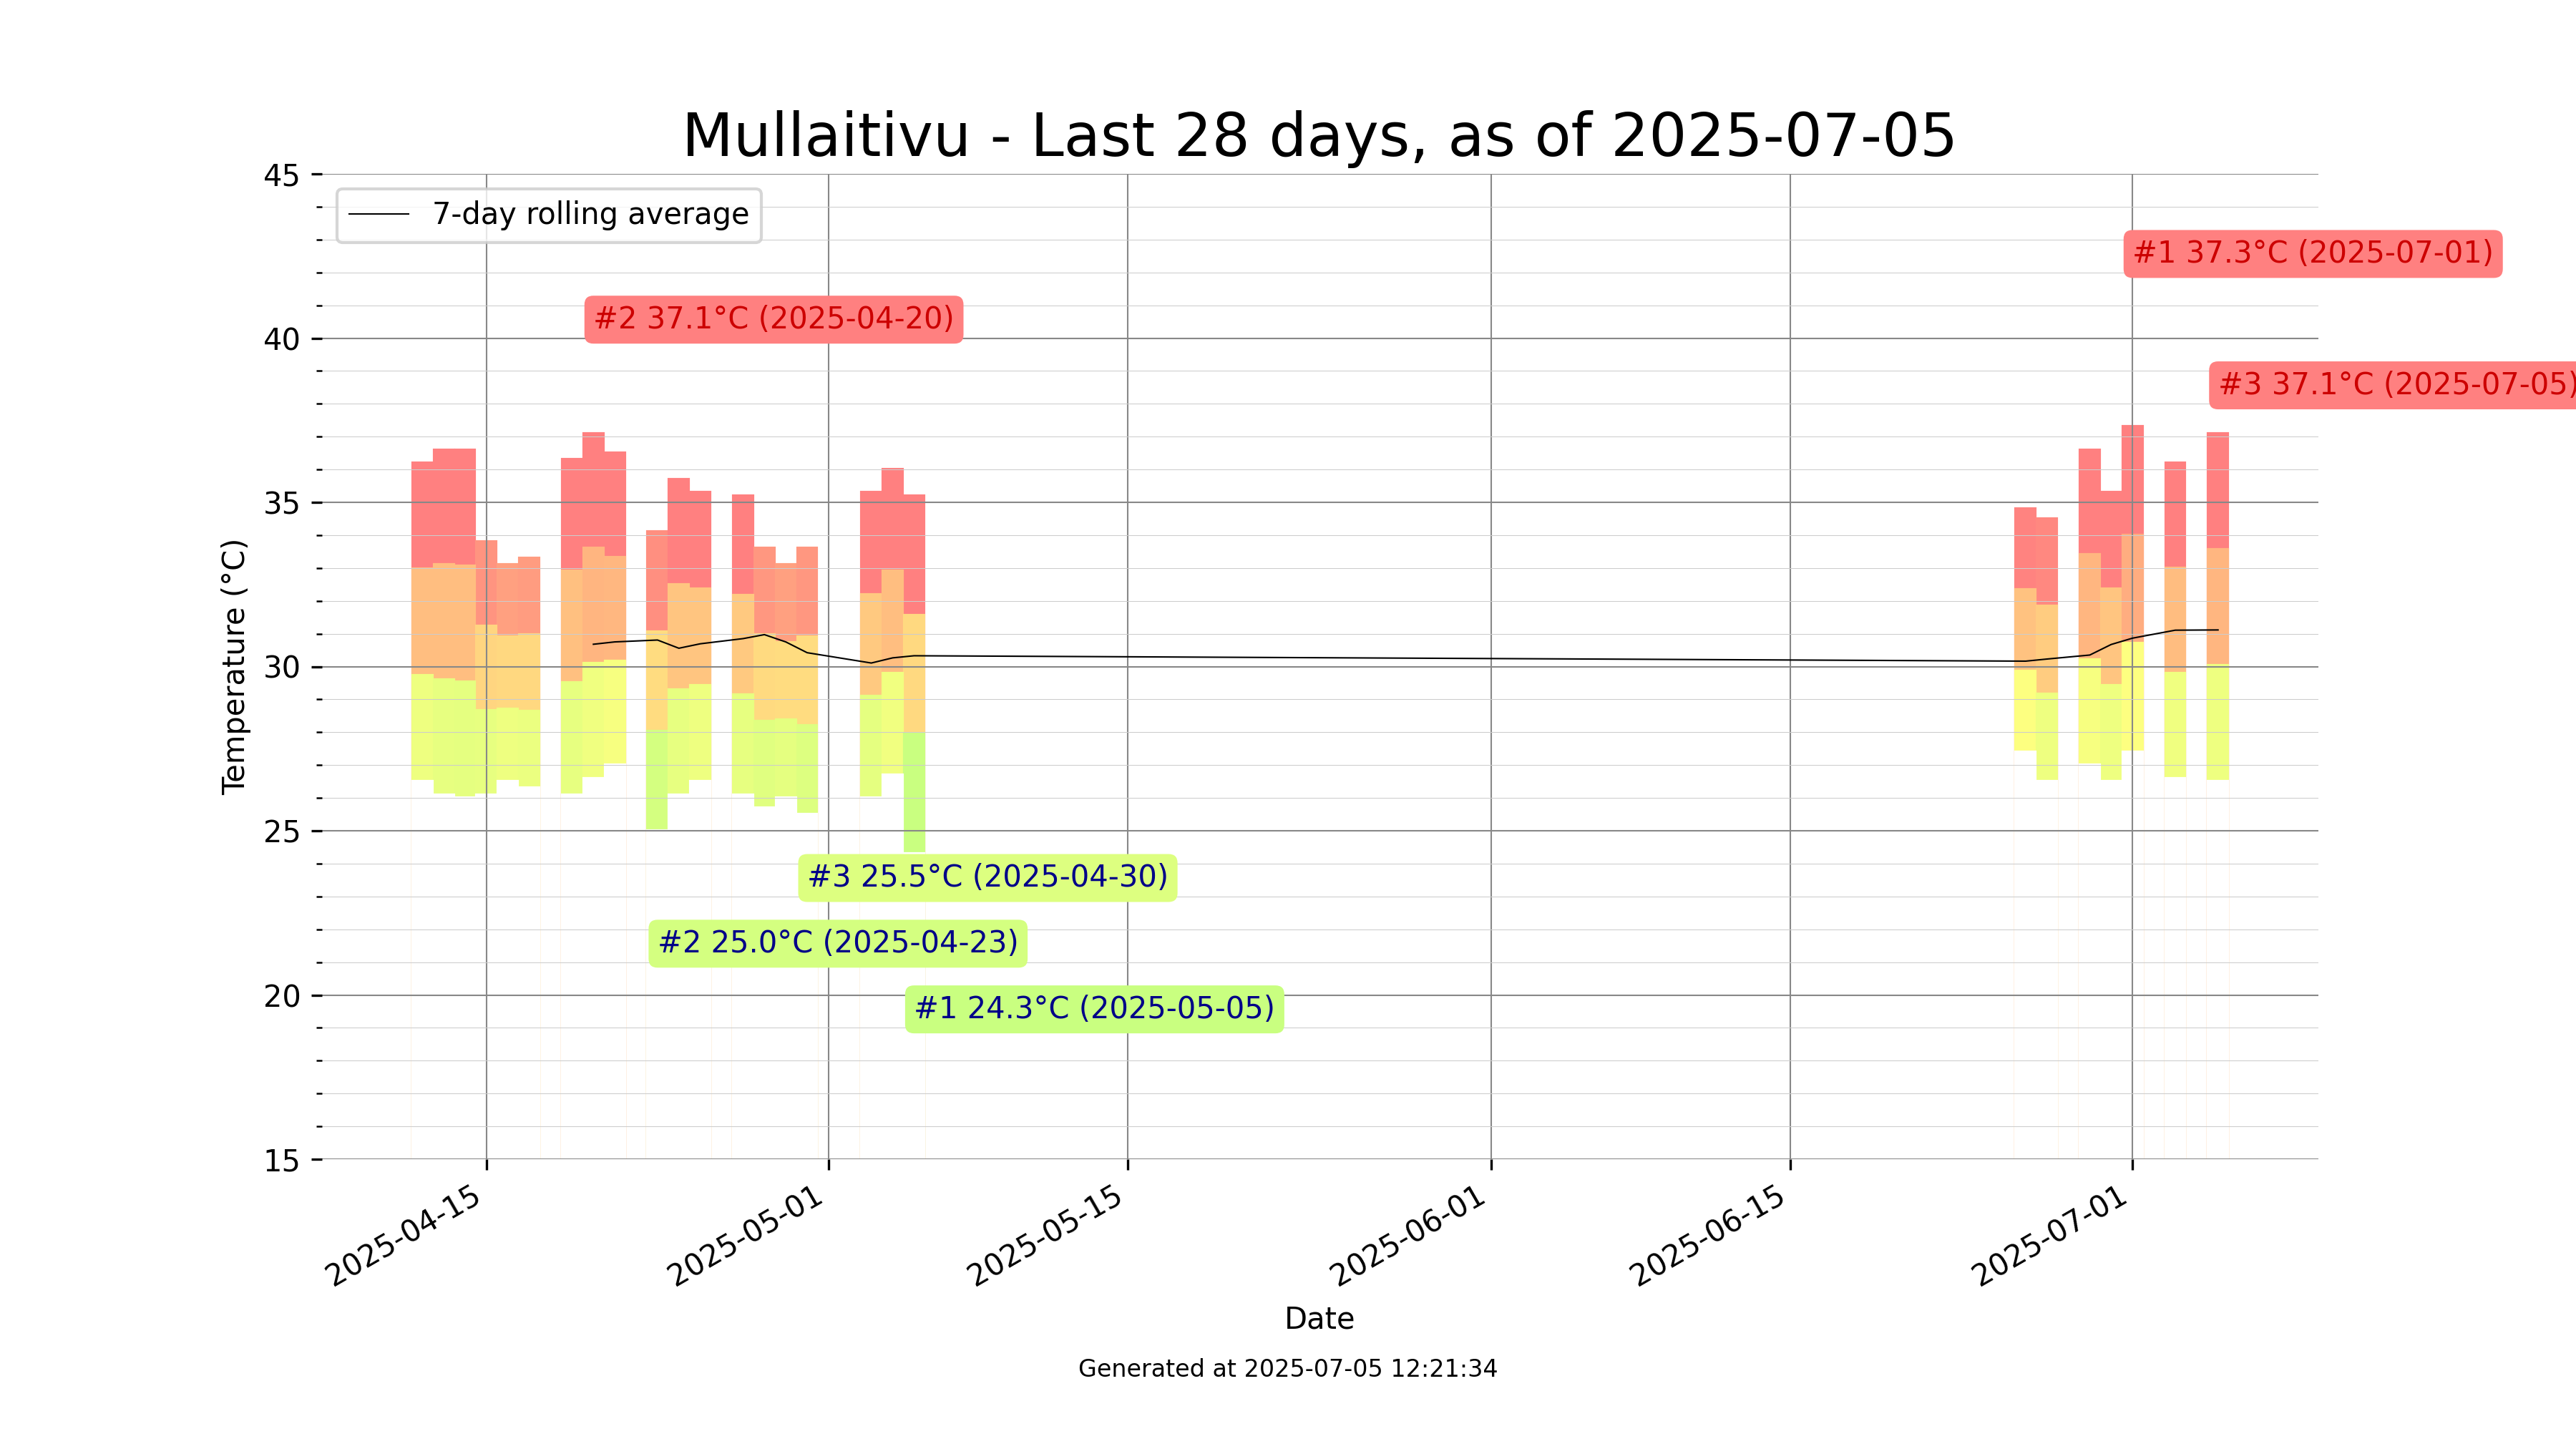 Mullaitivu - Last 28 days, as of 2025-07-05
45
7-day rolling average
#1 37.3°C (2025-07-01)
#2 37.1°C (2025-04-20)
40
#3 37.1°C (2025-07-05)
35
Temperature (°C)
30
25
#3 25.5°C (2025-04-30)
#2 25.0°C (2025-04-23)
20
#1 24.3°C (2025-05-05)
15
2025-04-15
2025-05-01
2025-05-15
2025-06-01
2025-06-15
2025-07-01
Date
Generated at 2025-07-05 12:21:34